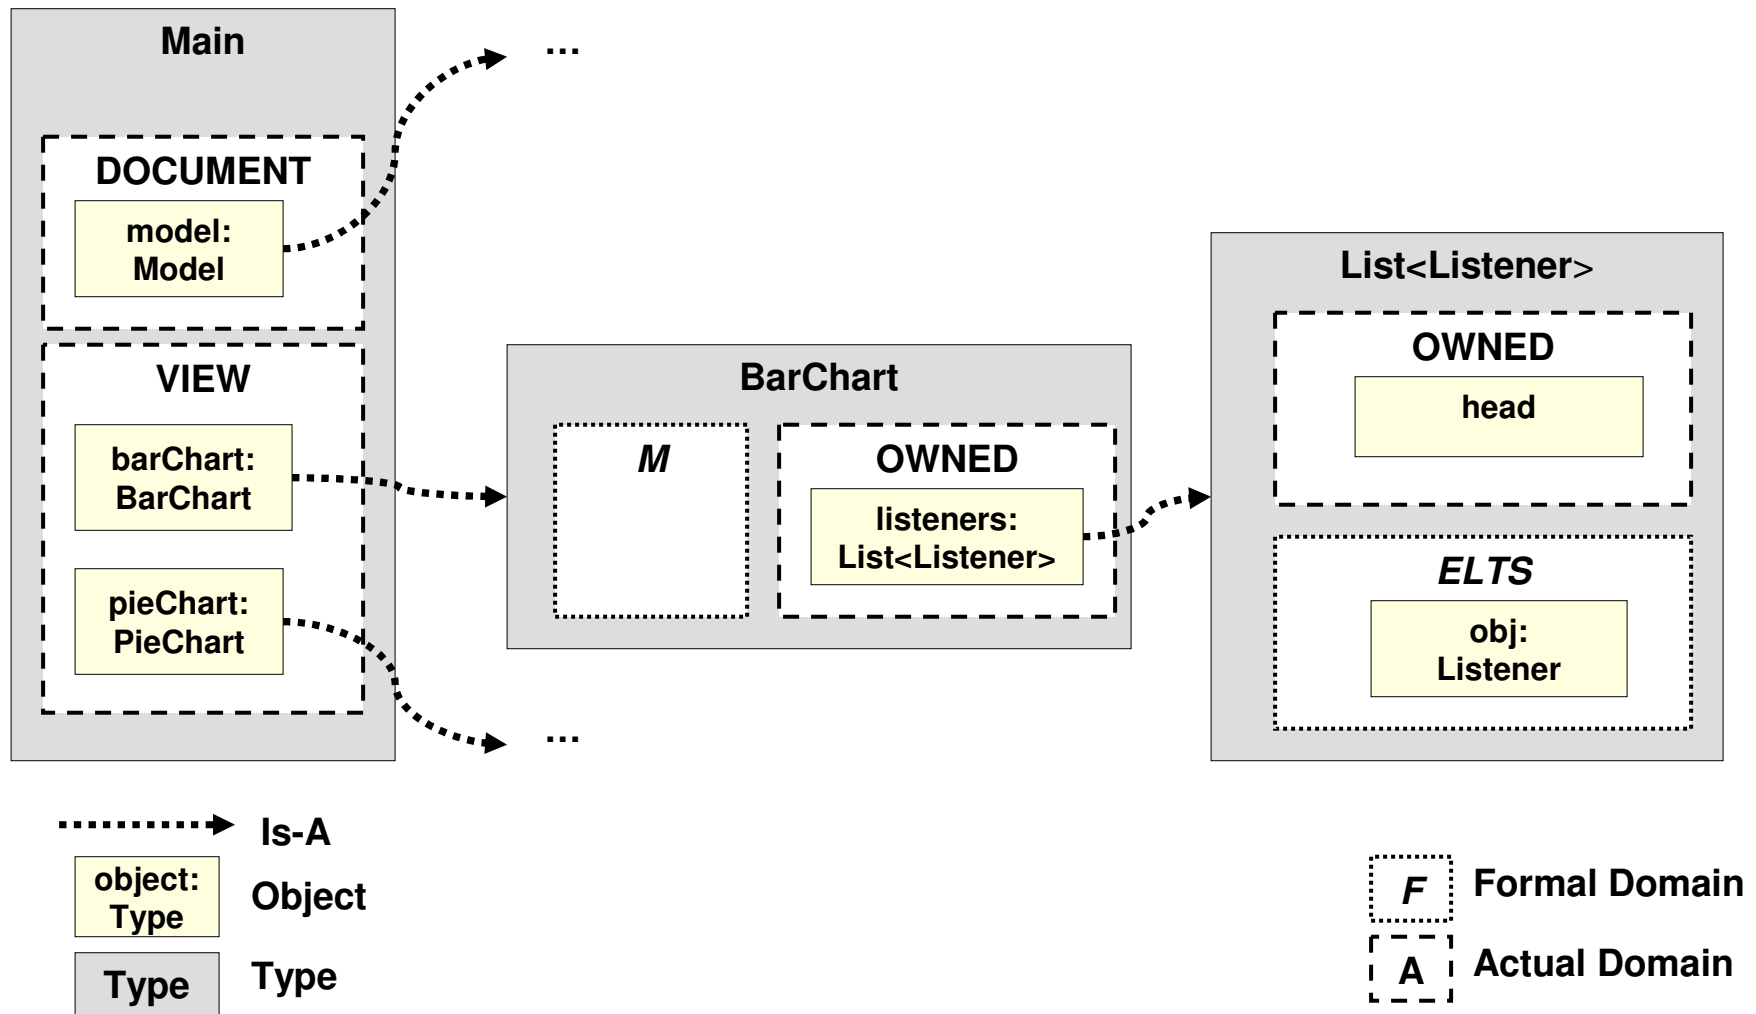 Main
DOCUMENT
model:
Model
VIEW
barChart:
BarChart
pieChart:
PieChart
...
...
BarChart
M
OWNED
listeners:
List<Listener>
List<Listener>
OWNED
head
ELTS
obj:
Listener
Is-A
object:
Type
Object
Type
Type
F
Formal Domain
A
Actual Domain